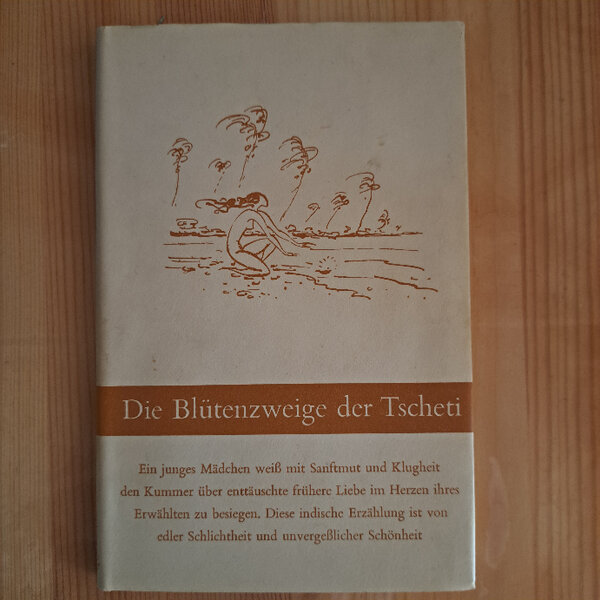 Die Blütenzweige der Tscheti
Ein junges Mädchen weiß mit Sanftmut und Klugheit
den Kummer über enttäuschte frühere Liebe im Herzen ihres
Erwählten zu besiegen. Diese indische Erzählung ist von
edler Schlichtheit und unvergeßlicher Schönheit